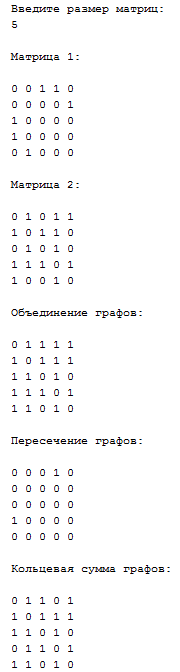 Введите размер матриц:
5
Матрица 1:
0 0 1 1 0
0 0 0 0 1
1 0 0 0 0
1 0 0 0 0
0 1 0 0 0
Матрица 2:
0 1 0 1 1
1 0 1 1 0
0 1 0 1 0
1 1 1 0 1
1 0 0 1 0
Объединение графов:
0 1 1 1 1
1 0 1 1 1
1 1 0 1 0
1 1 1 0 1
1 1 0 1 0
Пересечение графов:
0 0 0 1 0
0 0 0 0 0
0 0 0 0 0
1 0 0 0 0
0 0 0 0 0
Кольцевая сумма графов:
0 1 1 0 1
1 0 1 1 1
1 1 0 1 0
0 1 1 0 1
1 1 0 1 0